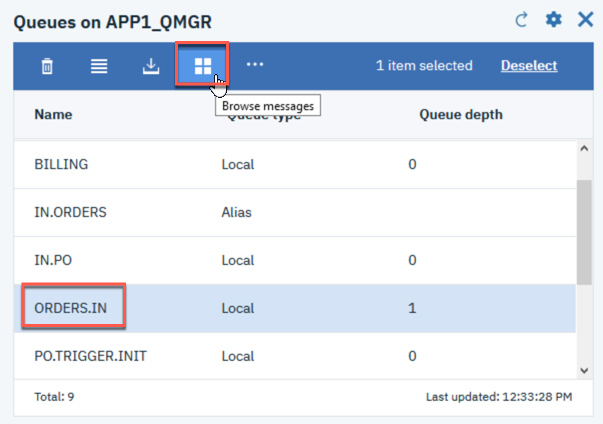 Queues on APP1_QMGR
... 1 item selected Deselect
Browse messages
Name Queue type Queue depth
BILLING Local 0
IN.ORDERS Alias
IN.PO Local 0
ORDERS.IN Local 1
PO.TRIGGER.INIT Local 0
Total: 9 Last updated: 12:33:28 PM